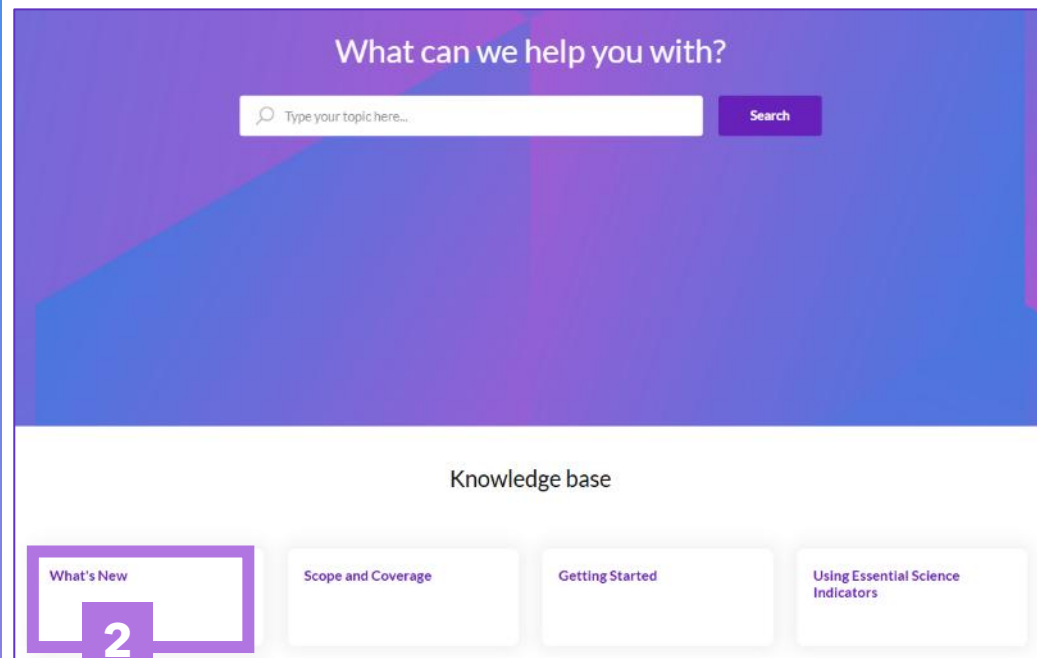 What can we help you with?
Type your topic here...
Search
Knowledge base
What's New
Scope and Coverage
Getting Started
Using Essential Science
Indicators
2